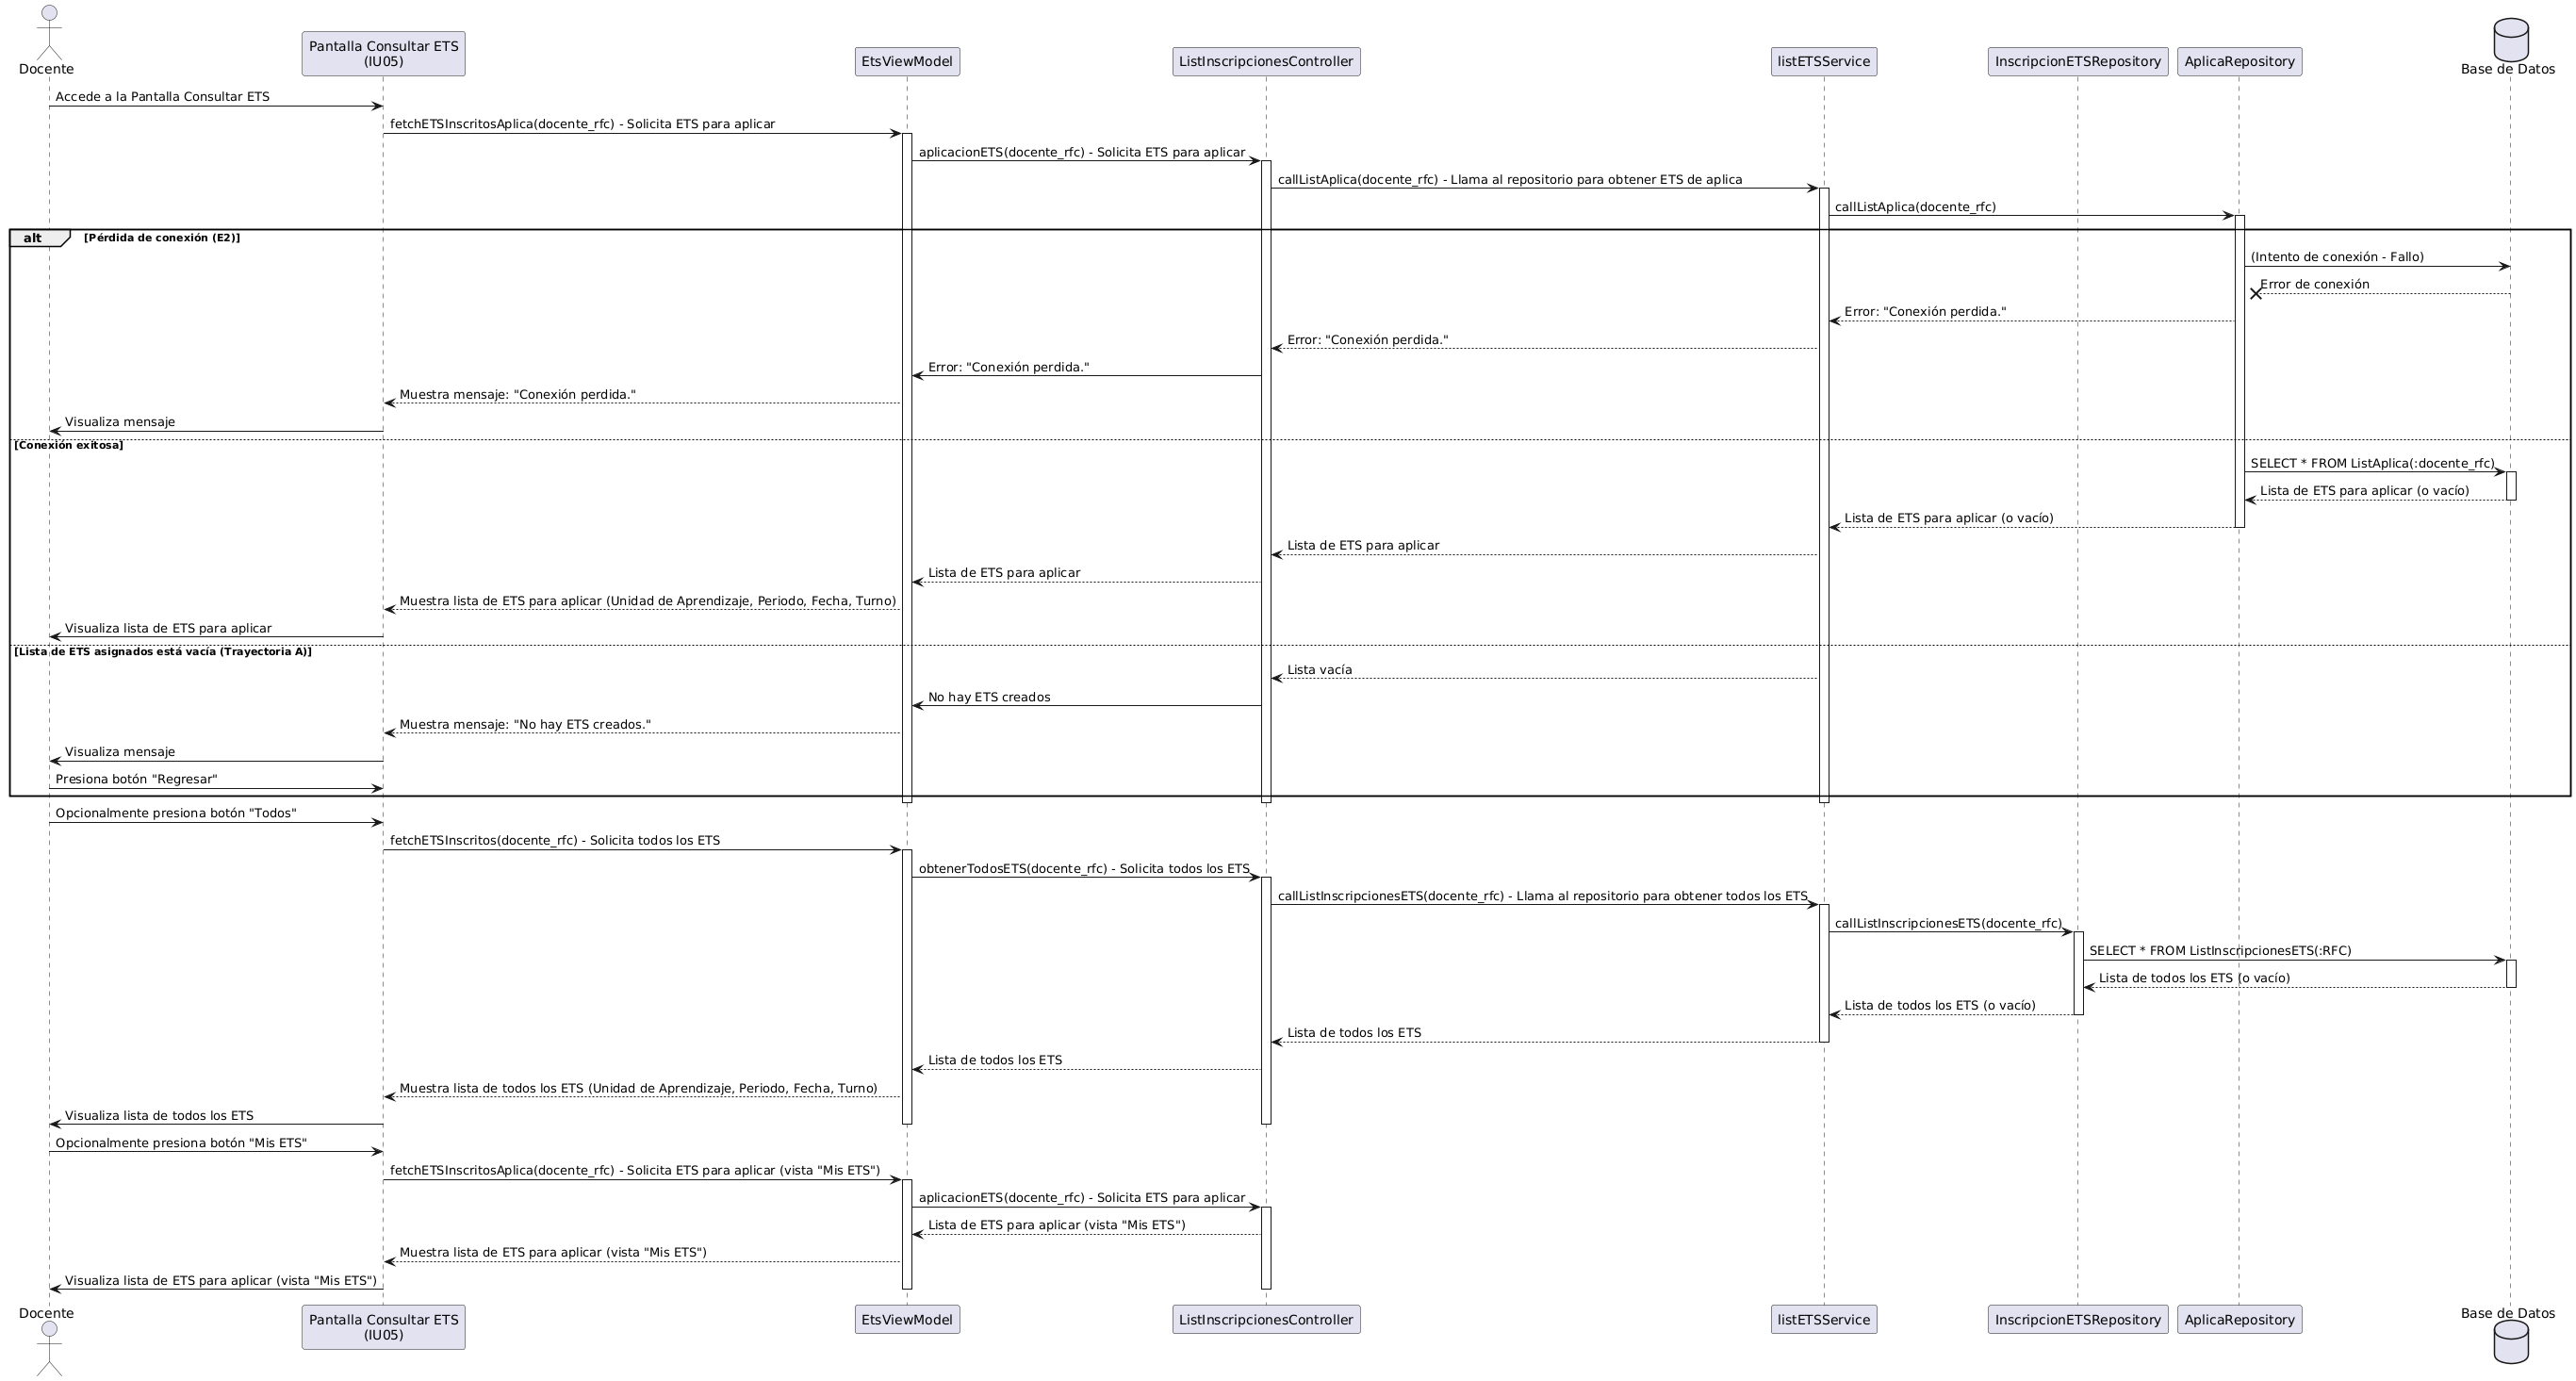 Docente
Pantalla Consultar ETS
(IU05)
EtsViewModel
ListInscripcionesController
listETSService
InscripcionETSRepository
AplicaRepository
Base de Datos
Accede a la Pantalla Consultar ETS
fetchETSInscritosAplica(docente_rfc) - Solicita ETS para aplicar
aplicacionETS(docente_rfc) - Solicita ETS para aplicar
callListAplica(docente_rfc) - Llama al repositorio para obtener ETS de aplica
callListAplica(docente_rfc)
alt
[Pérdida de conexión (E2)]
(Intento de conexión - Fallo)
Error de conexión
Error: "Conexión perdida."
Error: "Conexión perdida."
Error: "Conexión perdida."
Muestra mensaje: "Conexión perdida."
Visualiza mensaje
[Conexión exitosa]
SELECT * FROM ListAplica(:docente_rfc)
Lista de ETS para aplicar (o vacío)
Lista de ETS para aplicar (o vacío)
Lista de ETS para aplicar
Lista de ETS para aplicar
Muestra lista de ETS para aplicar (Unidad de Aprendizaje, Periodo, Fecha, Turno)
Visualiza lista de ETS para aplicar
[Lista de ETS asignados está vacía (Trayectoria A)]
Lista vacía
No hay ETS creados
Muestra mensaje: "No hay ETS creados."
Visualiza mensaje
Presiona botón "Regresar"
Opcionalmente presiona botón "Todos"
fetchETSInscritos(docente_rfc) - Solicita todos los ETS
obtenerTodosETS(docente_rfc) - Solicita todos los ETS
callListInscripcionesETS(docente_rfc) - Llama al repositorio para obtener todos los ETS
callListInscripcionesETS(docente_rfc)
SELECT * FROM ListInscripcionesETS(:RFC)
Lista de todos los ETS (o vacío)
Lista de todos los ETS (o vacío)
Lista de todos los ETS
Lista de todos los ETS
Muestra lista de todos los ETS (Unidad de Aprendizaje, Periodo, Fecha, Turno)
Visualiza lista de todos los ETS
Opcionalmente presiona botón "Mis ETS"
fetchETSInscritosAplica(docente_rfc) - Solicita ETS para aplicar (vista "Mis ETS")
aplicacionETS(docente_rfc) - Solicita ETS para aplicar
Lista de ETS para aplicar (vista "Mis ETS")
Muestra lista de ETS para aplicar (vista "Mis ETS")
Visualiza lista de ETS para aplicar (vista "Mis ETS")
Docente
Pantalla Consultar ETS
(IU05)
EtsViewModel
ListInscripcionesController
listETSService
InscripcionETSRepository
AplicaRepository
Base de Datos